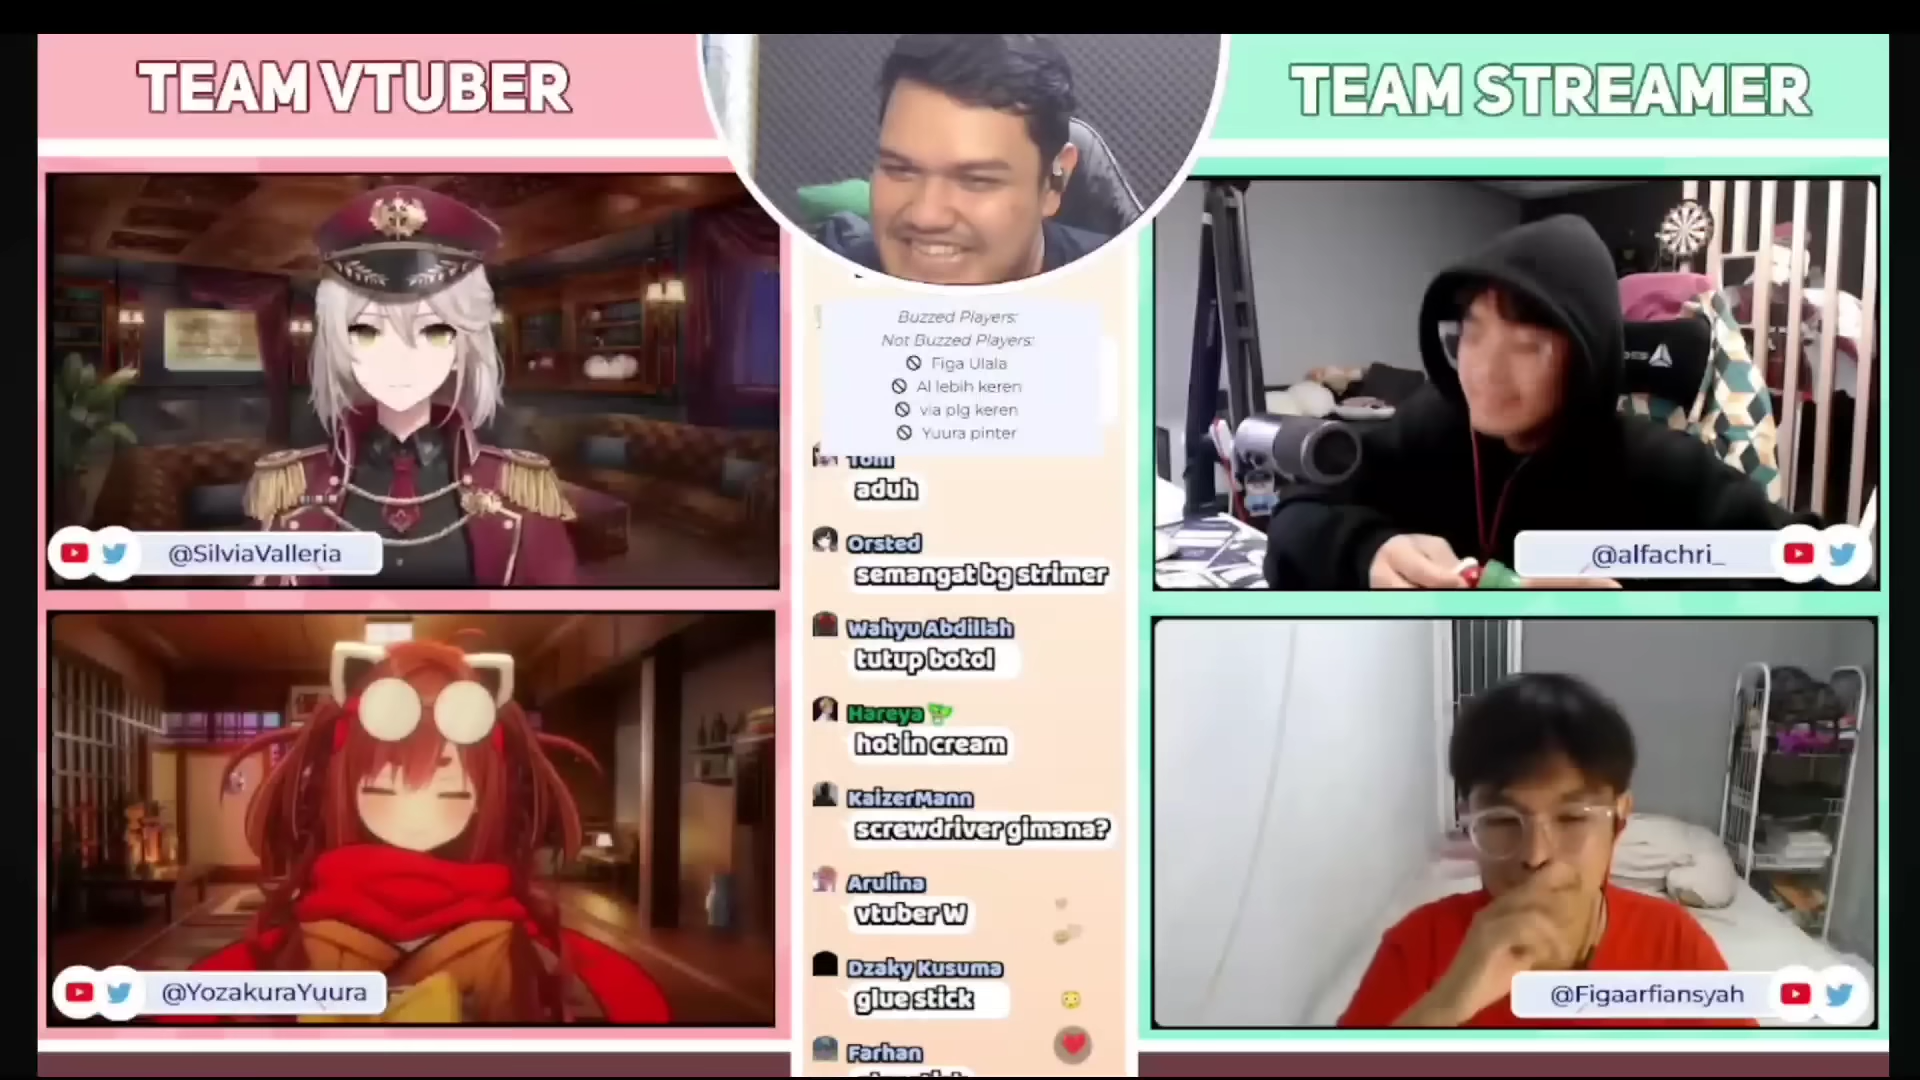 TEAM VTUBER
TEAM STREAMER
Buzzed Players:
Not Buzzed Players:
Figa Ulala
Al lebih keren
via plg keren
Yuura pinter
Tom
aduh
Orsted
semangat bg strimer
Wahyu Abdillah
tutup botol
Hareya
hot in cream
KaizerMann
screwdriver gimana?
Arulina
vtuber W
Dzaky Kusuma
glue stick
Farhan
@SilviaValleria
@YozakuraYuura
@alfachri_
@Figaarfiansyah